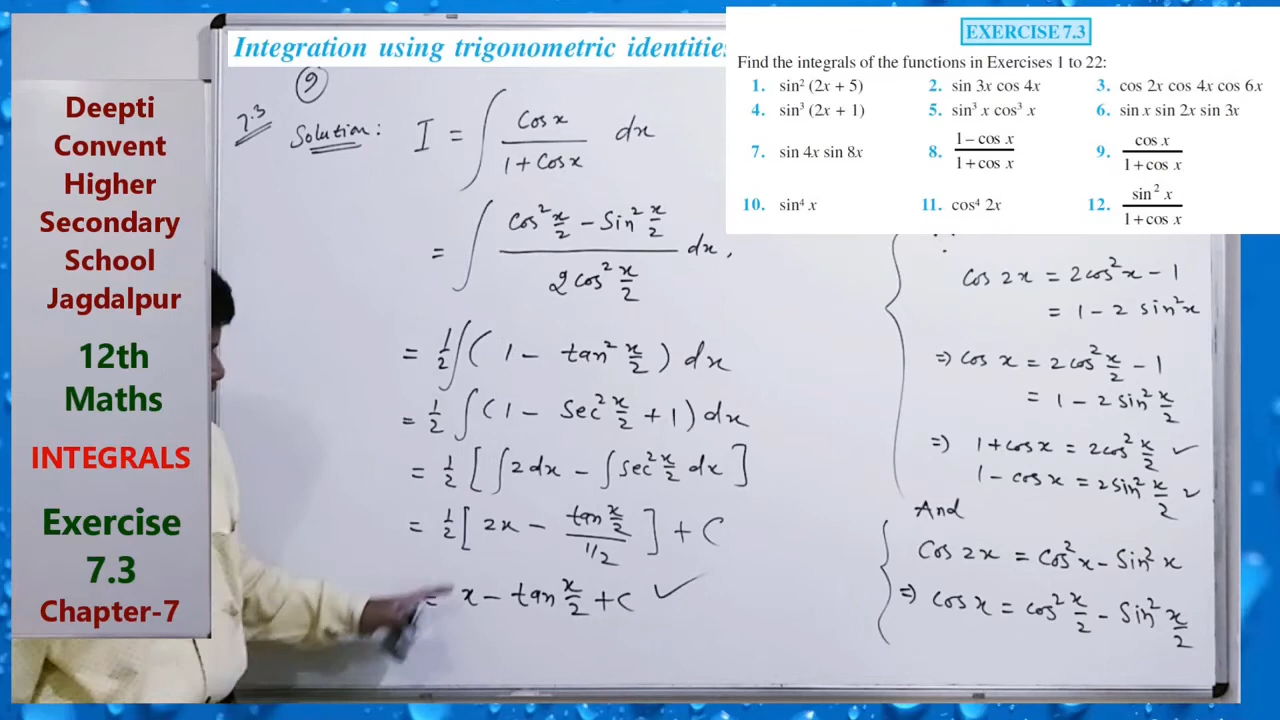 Deepti
Convent
Higher
Secondary
School
Jagdalpur
12th
Maths
INTEGRALS
Exercise
7.3
Chapter-7
Integration using trigonometric identities
EXERCISE 7.3
Find the integrals of the functions in Exercises 1 to 22:
1. sin² (2x + 5) 2. sin 3x cos 4x 3. cos 2x cos 4x cos 6x
4. sin³ (2x + 1) 5. sin³ x cos³ x 6. sin x sin 2x sin 3x
7. sin 4x sin 8x 8. (1 – cos x)/(1 + cos x) 9. cos x/(1 + cos x)
10. sin⁴ x 11. cos⁴ 2x 12. sin² x/(1 + cos x)
9
7.3
Solution: I = ∫ Cos x/(1 + Cos x) dx
= ∫ (Cos² x/2 – Sin² x/2)/(2 cos² x/2) dx,
= 1/2 ∫ (1 – tan² x/2) dx
= 1/2 ∫ (1 – Sec² x/2 + 1) dx
= 1/2 [∫ 2 dx – ∫ sec² x/2 dx]
= 1/2 [2x – (tan x/2)/(1/2)] + C
= x – tan x/2 + C ✓
Cos 2x = 2cos² x – 1
= 1 – 2 sin² x
⇒ Cos x = 2 cos² x/2 – 1
= 1 – 2 sin² x/2
⇒ 1 + cos x = 2 cos² x/2 ✓
1 – cos x = 2 sin² x/2 ✓
And
Cos 2x = Cos² x – Sin² x
⇒ Cos x = cos² x/2 – Sin² x/2